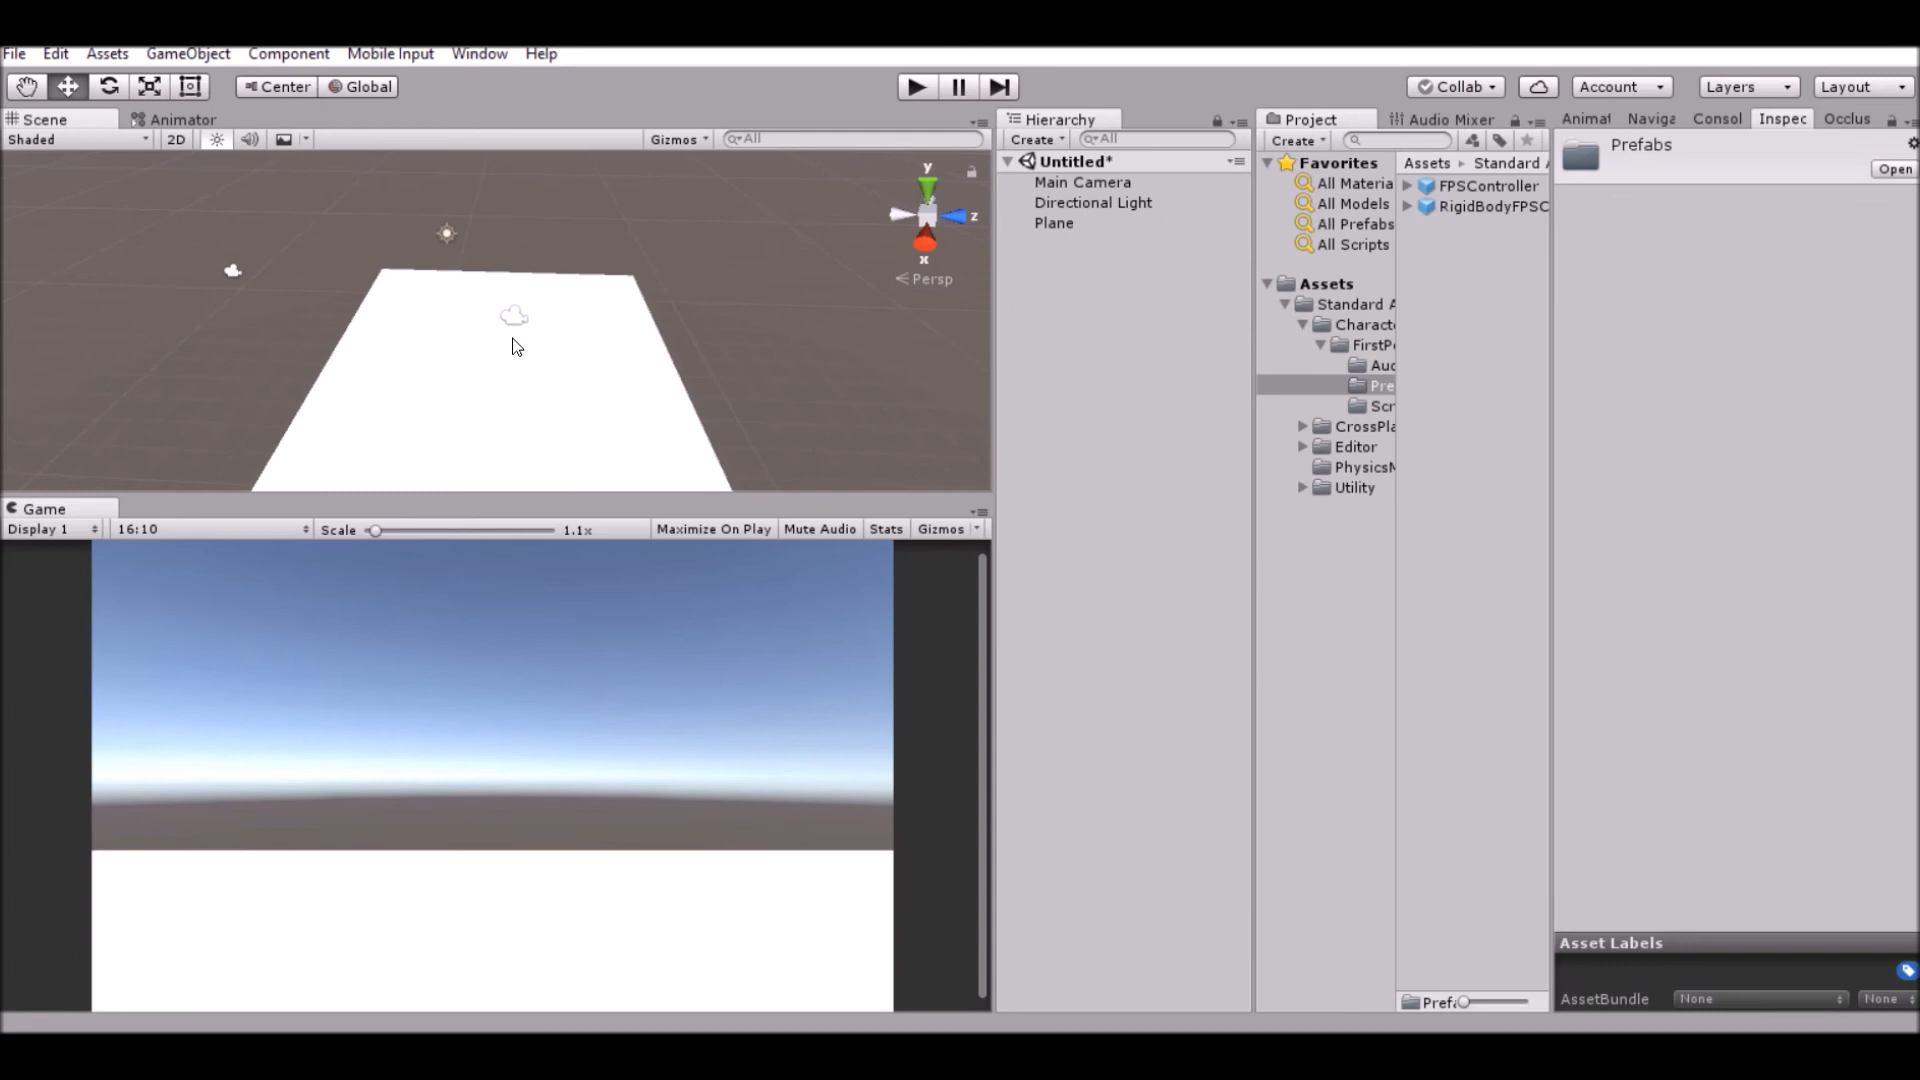 File Edit Assets GameObject Component Mobile Input Window Help
Center Global Collab Account Layers Layout
Scene Animator
Shaded 2D Gizmos All
y
z
x
Persp
Game
Display 1 16:10 Scale 1.1x Maximize On Play Mute Audio Stats Gizmos
Hierarchy
Create All
Untitled*
Main Camera
Directional Light
Plane
Project Audio Mixer
Create
Favorites
All Materia
All Models
All Prefabs
All Scripts
Assets
Standard A
Charact
FirstP
Aud
Pre
Scr
CrossPla
Editor
PhysicsM
Utility
Assets Standard A
FPSController
RigidBodyFPSC
Prefa
Animat Naviga Consol Inspec Occlus
Prefabs
Open
Asset Labels
AssetBundle None None